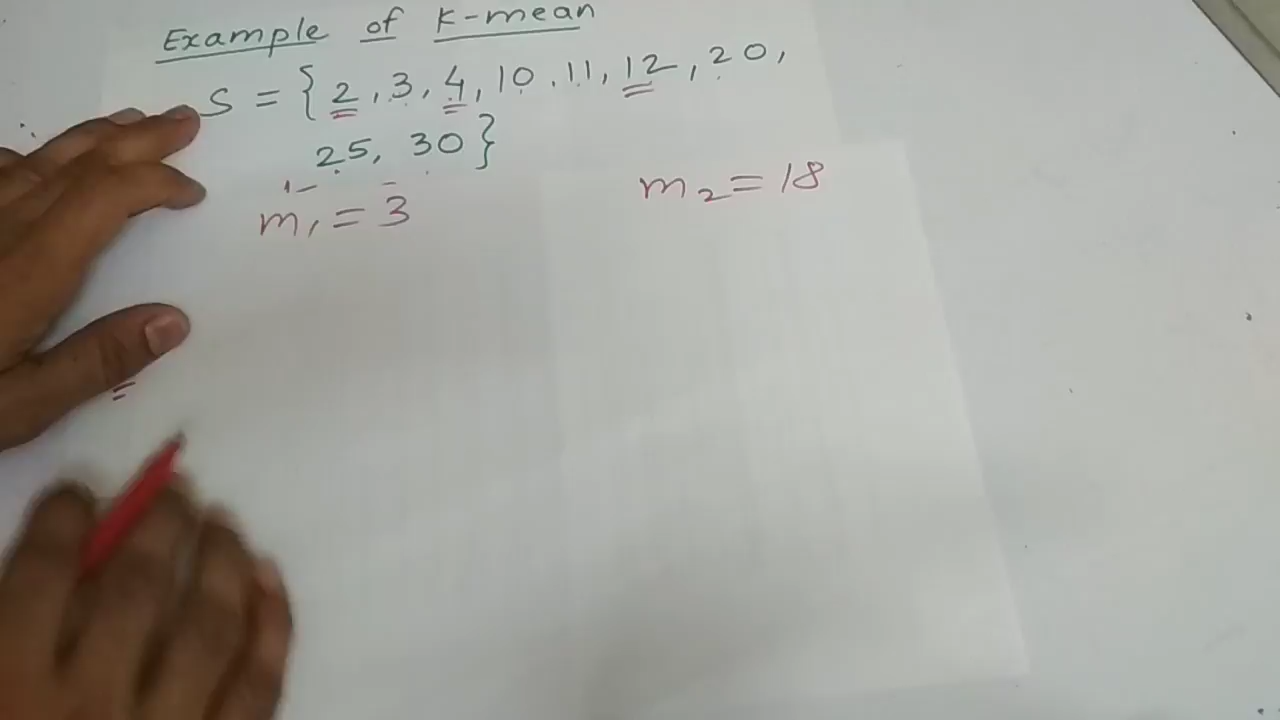 Example of K-mean
S = { 2, 3, 4, 10, 11, 12, 20,
25, 30 }
m₁ = 3 m₂ = 18